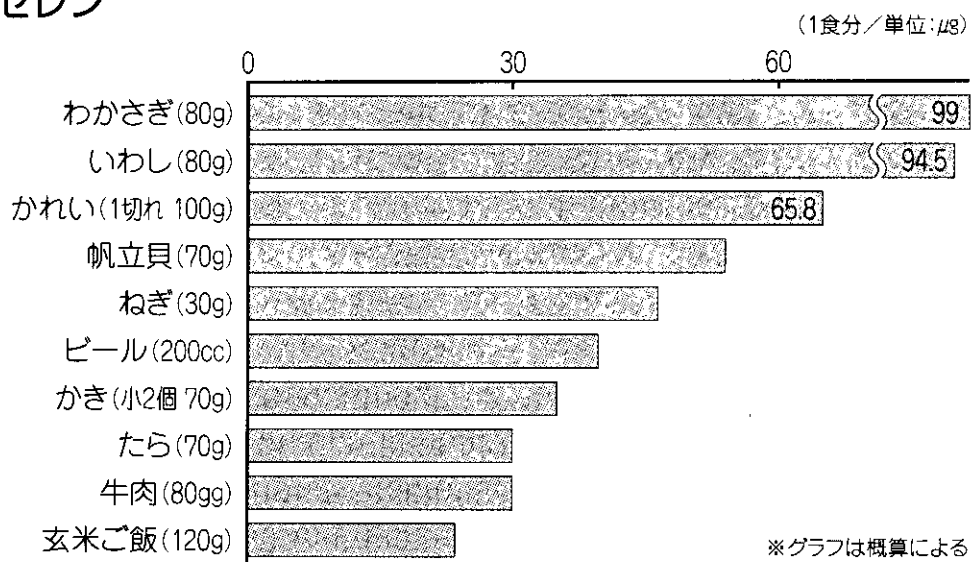 セレン
(1食分/単位:μg)
0 30 60
わかさぎ(80g) 99
いわし(80g) 94.5
かれい(1切れ 100g) 65.8
帆立貝(70g)
ねぎ(30g)
ビール(200cc)
かき(小2個 70g)
たら(70g)
牛肉(80gg)
玄米ご飯(120g)
※グラフは概算による